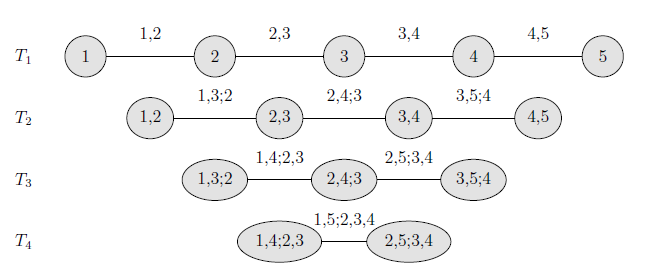 1,2 2,3 3,4 4,5
T1 1 2 3 4 5
1,3;2 2,4;3 3,5;4
T2 1,2 2,3 3,4 4,5
1,4;2,3 2,5;3,4
T3 1,3;2 2,4;3 3,5;4
1,5;2,3,4
T4 1,4;2,3 2,5;3,4